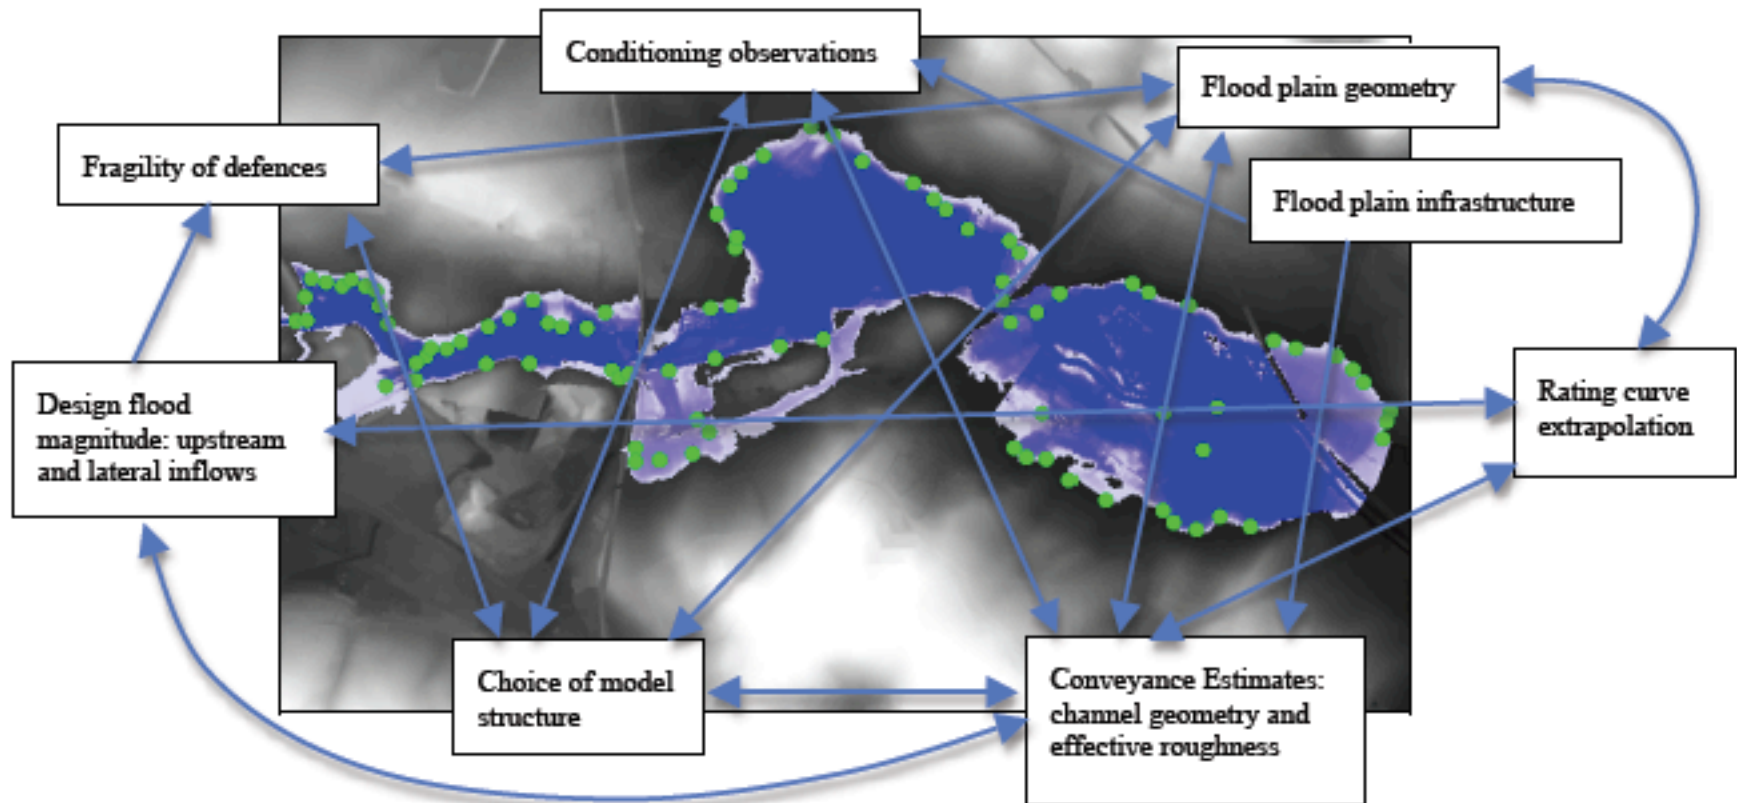 Conditioning observations
Flood plain geometry
Fragility of defences
Flood plain infrastructure
Design flood
magnitude: upstream
and lateral inflows
Rating curve
extrapolation
Choice of model
structure
Conveyance Estimates:
channel geometry and
effective roughness